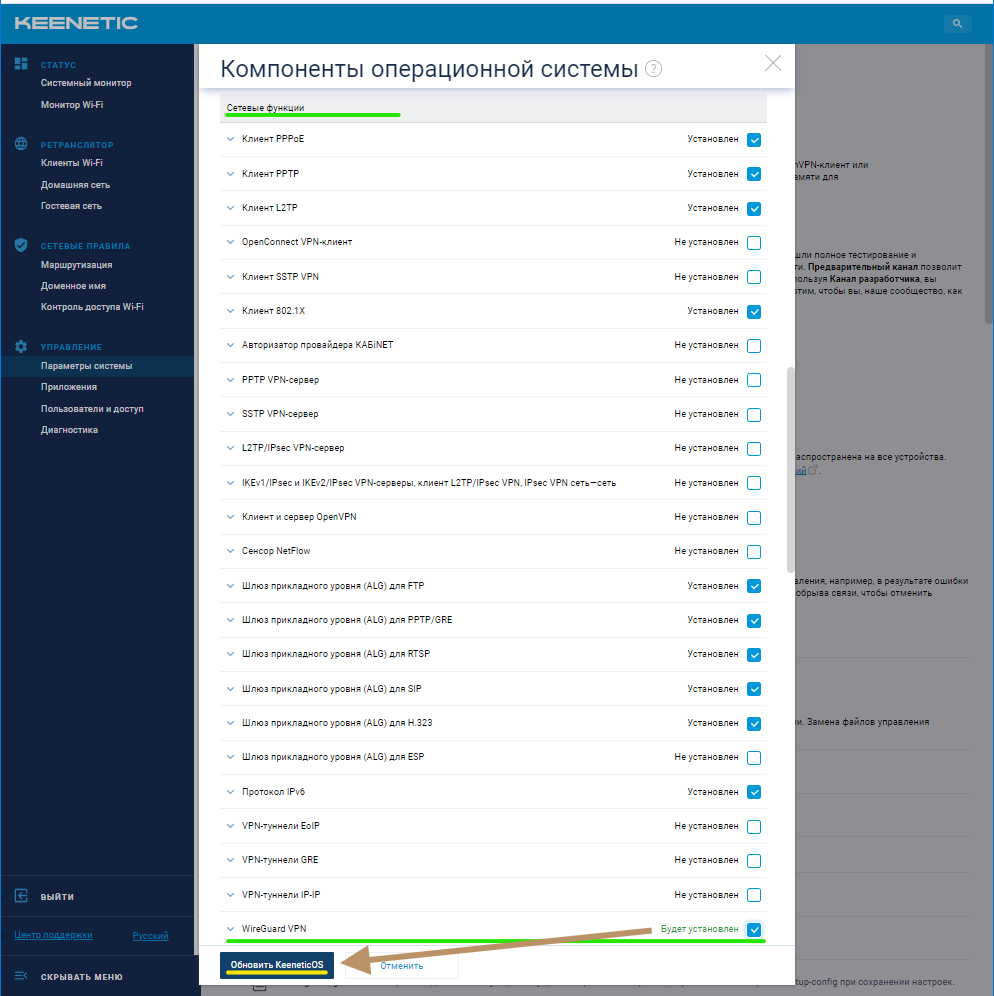 KEENETIC
СТАТУС
Системный монитор
Монитор Wi-Fi
РЕТРАНСЛЯТОР
Клиенты Wi-Fi
Домашняя сеть
Гостевая сеть
СЕТЕВЫЕ ПРАВИЛА
Маршрутизация
Доменное имя
Контроль доступа Wi-Fi
УПРАВЛЕНИЕ
Параметры системы
Приложения
Пользователи и доступ
Диагностика
ВЫЙТИ
Центр поддержки Русский
СКРЫВАТЬ МЕНЮ
Компоненты операционной системы ?
Сетевые функции
Клиент PPPoE Установлен
Клиент PPTP Установлен
Клиент L2TP Установлен
OpenConnect VPN-клиент Не установлен
Клиент SSTP VPN Не установлен
Клиент 802.1X Установлен
Авторизатор провайдера КАБiNET Не установлен
PPTP VPN-сервер Не установлен
SSTP VPN-сервер Не установлен
L2TP/IPsec VPN-сервер Не установлен
IKEv1/IPsec и IKEv2/IPsec VPN-серверы, клиент L2TP/IPsec VPN, IPsec VPN сеть—сеть Не установлен
Клиент и сервер OpenVPN Не установлен
Сенсор NetFlow Не установлен
Шлюз прикладного уровня (ALG) для FTP Установлен
Шлюз прикладного уровня (ALG) для PPTP/GRE Установлен
Шлюз прикладного уровня (ALG) для RTSP Установлен
Шлюз прикладного уровня (ALG) для SIP Установлен
Шлюз прикладного уровня (ALG) для H.323 Установлен
Шлюз прикладного уровня (ALG) для ESP Не установлен
Протокол IPv6 Установлен
VPN-туннели EoIP Не установлен
VPN-туннели GRE Не установлен
VPN-туннели IP-IP Не установлен
WireGuard VPN Будет установлен
Обновить KeeneticOS Отменить
nVPN-клиент или
амяти для
шли полное тестирование и
ти. Предварительный канал позволит
пользуя Канал разработчика, вы
отим, чтобы вы, наше сообщество, как
аспространена на все устройства.
ий.
вления, например, в результате ошибки
обрыва связи, чтобы отменить
и. Замена файлов управления
tup-config при сохранении настроек.